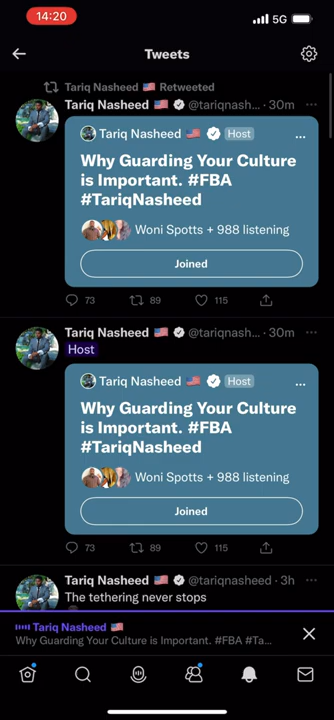 14:20
5G
Tweets
Tariq Nasheed 🇺🇸 Retweeted
Tariq Nasheed 🇺🇸 @tariqnash... · 30m
Tariq Nasheed 🇺🇸 Host
Why Guarding Your Culture
is Important. #FBA
#TariqNasheed
Woni Spotts + 988 listening
Joined
73 89 115
Tariq Nasheed 🇺🇸 @tariqnash... · 30m
Host
Tariq Nasheed 🇺🇸 Host
Why Guarding Your Culture
is Important. #FBA
#TariqNasheed
Woni Spotts + 988 listening
Joined
73 89 115
Tariq Nasheed 🇺🇸 @tariqnasheed · 3h
The tethering never stops
Tariq Nasheed 🇺🇸
Why Guarding Your Culture is Important. #FBA #Ta...